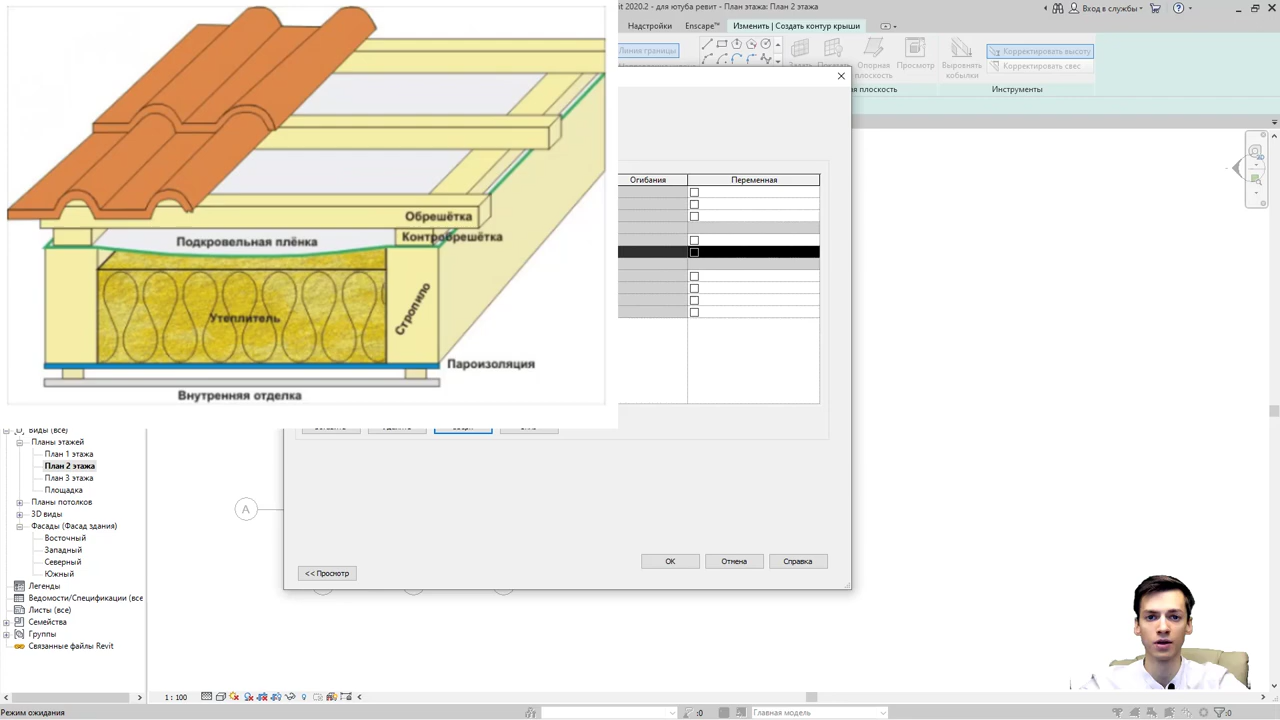 it 2020.2 - для ютуба ревит - План этажа: План 2 этажа
Вход в службы
Надстройки Enscape™ Изменить | Создать контур крыши
Линия границы
Опорная плоскость
Просмотр
Выровнять кобылки
Корректировать высоту
Корректировать свес
я плоскость Инструменты
Огибания Переменная
Обрешётка
Контробрешётка
Подкровельная плёнка
Утеплитель
Стропило
Пароизоляция
Внутренняя отделка
Виды (все)
Планы этажей
План 1 этажа
План 2 этажа
План 3 этажа
Площадка
Планы потолков
3D виды
Фасады (Фасад здания)
Восточный
Западный
Северный
Южный
Легенды
Ведомости/Спецификации (все
Листы (все)
Семейства
Группы
Связанные файлы Revit
A
OK Отмена Справка
<< Просмотр
1 : 100
Режим ожидания
:0
Главная модель
:0